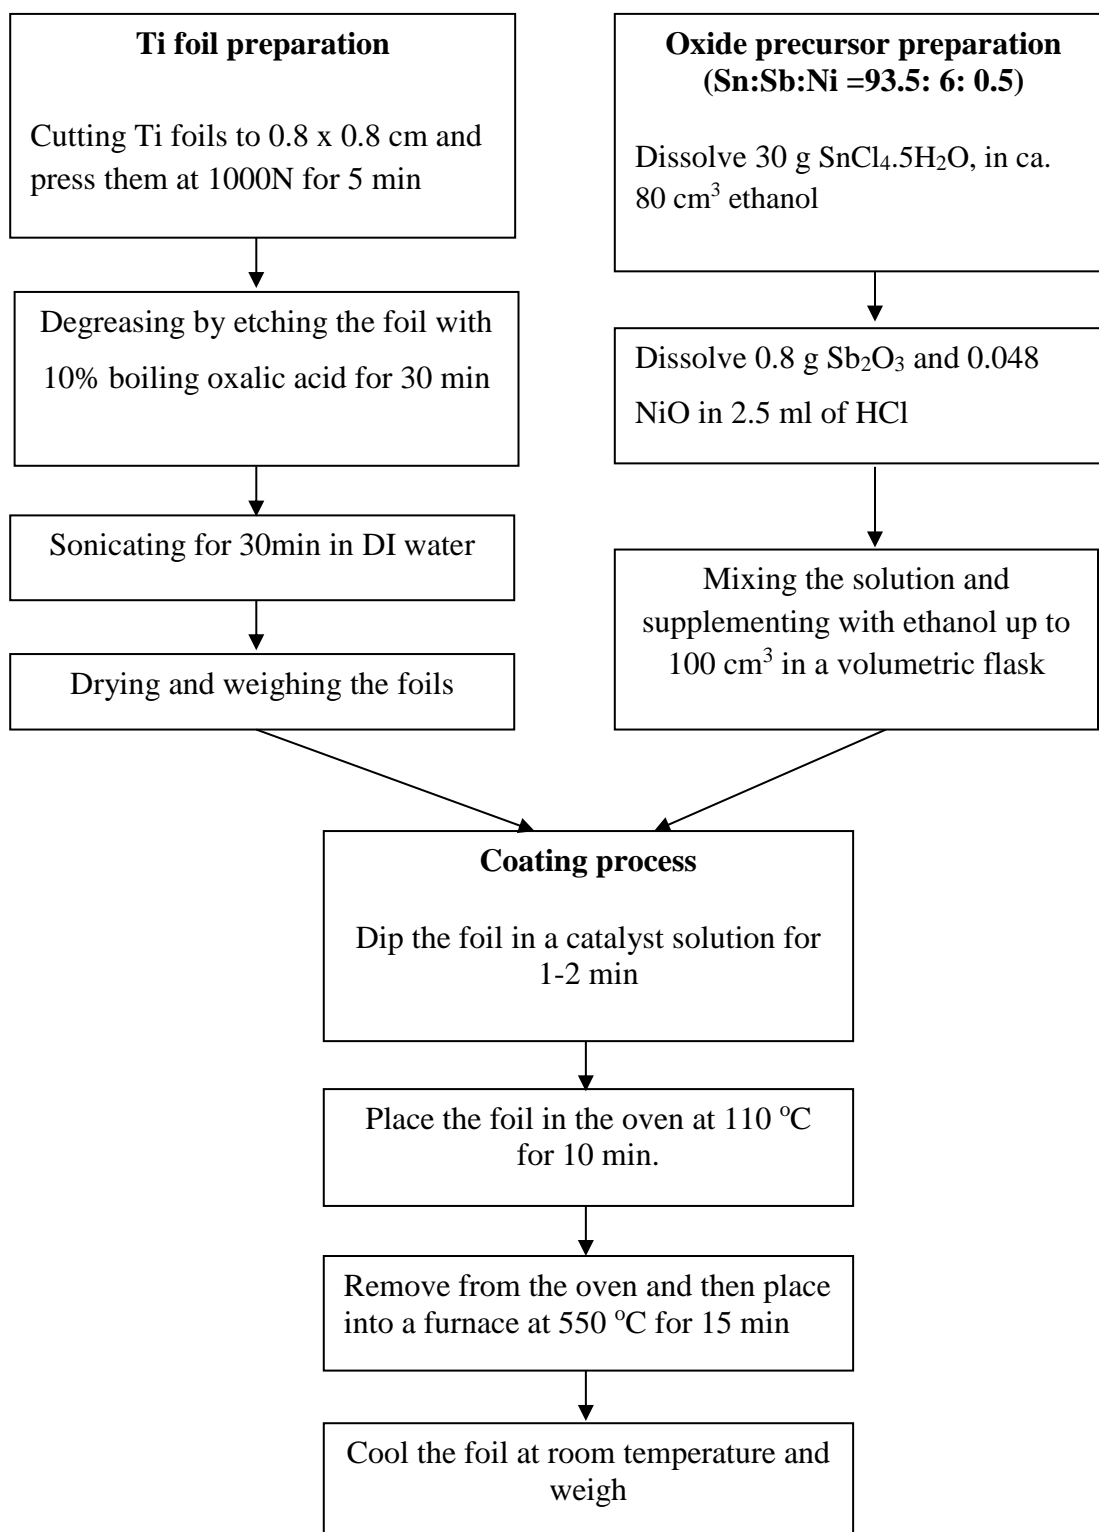 Ti foil preparation
Cutting Ti foils to 0.8 x 0.8 cm and
press them at 1000N for 5 min
Degreasing by etching the foil with
10% boiling oxalic acid for 30 min
Sonicating for 30min in DI water
Drying and weighing the foils
Oxide precursor preparation
(Sn:Sb:Ni =93.5: 6: 0.5)
Dissolve 30 g SnCl₄.5H₂O, in ca.
80 cm³ ethanol
Dissolve 0.8 g Sb₂O₃ and 0.048
NiO in 2.5 ml of HCl
Mixing the solution and
supplementing with ethanol up to
100 cm³ in a volumetric flask
Coating process
Dip the foil in a catalyst solution for
1-2 min
Place the foil in the oven at 110 °C
for 10 min.
Remove from the oven and then place
into a furnace at 550 °C for 15 min
Cool the foil at room temperature and
weigh